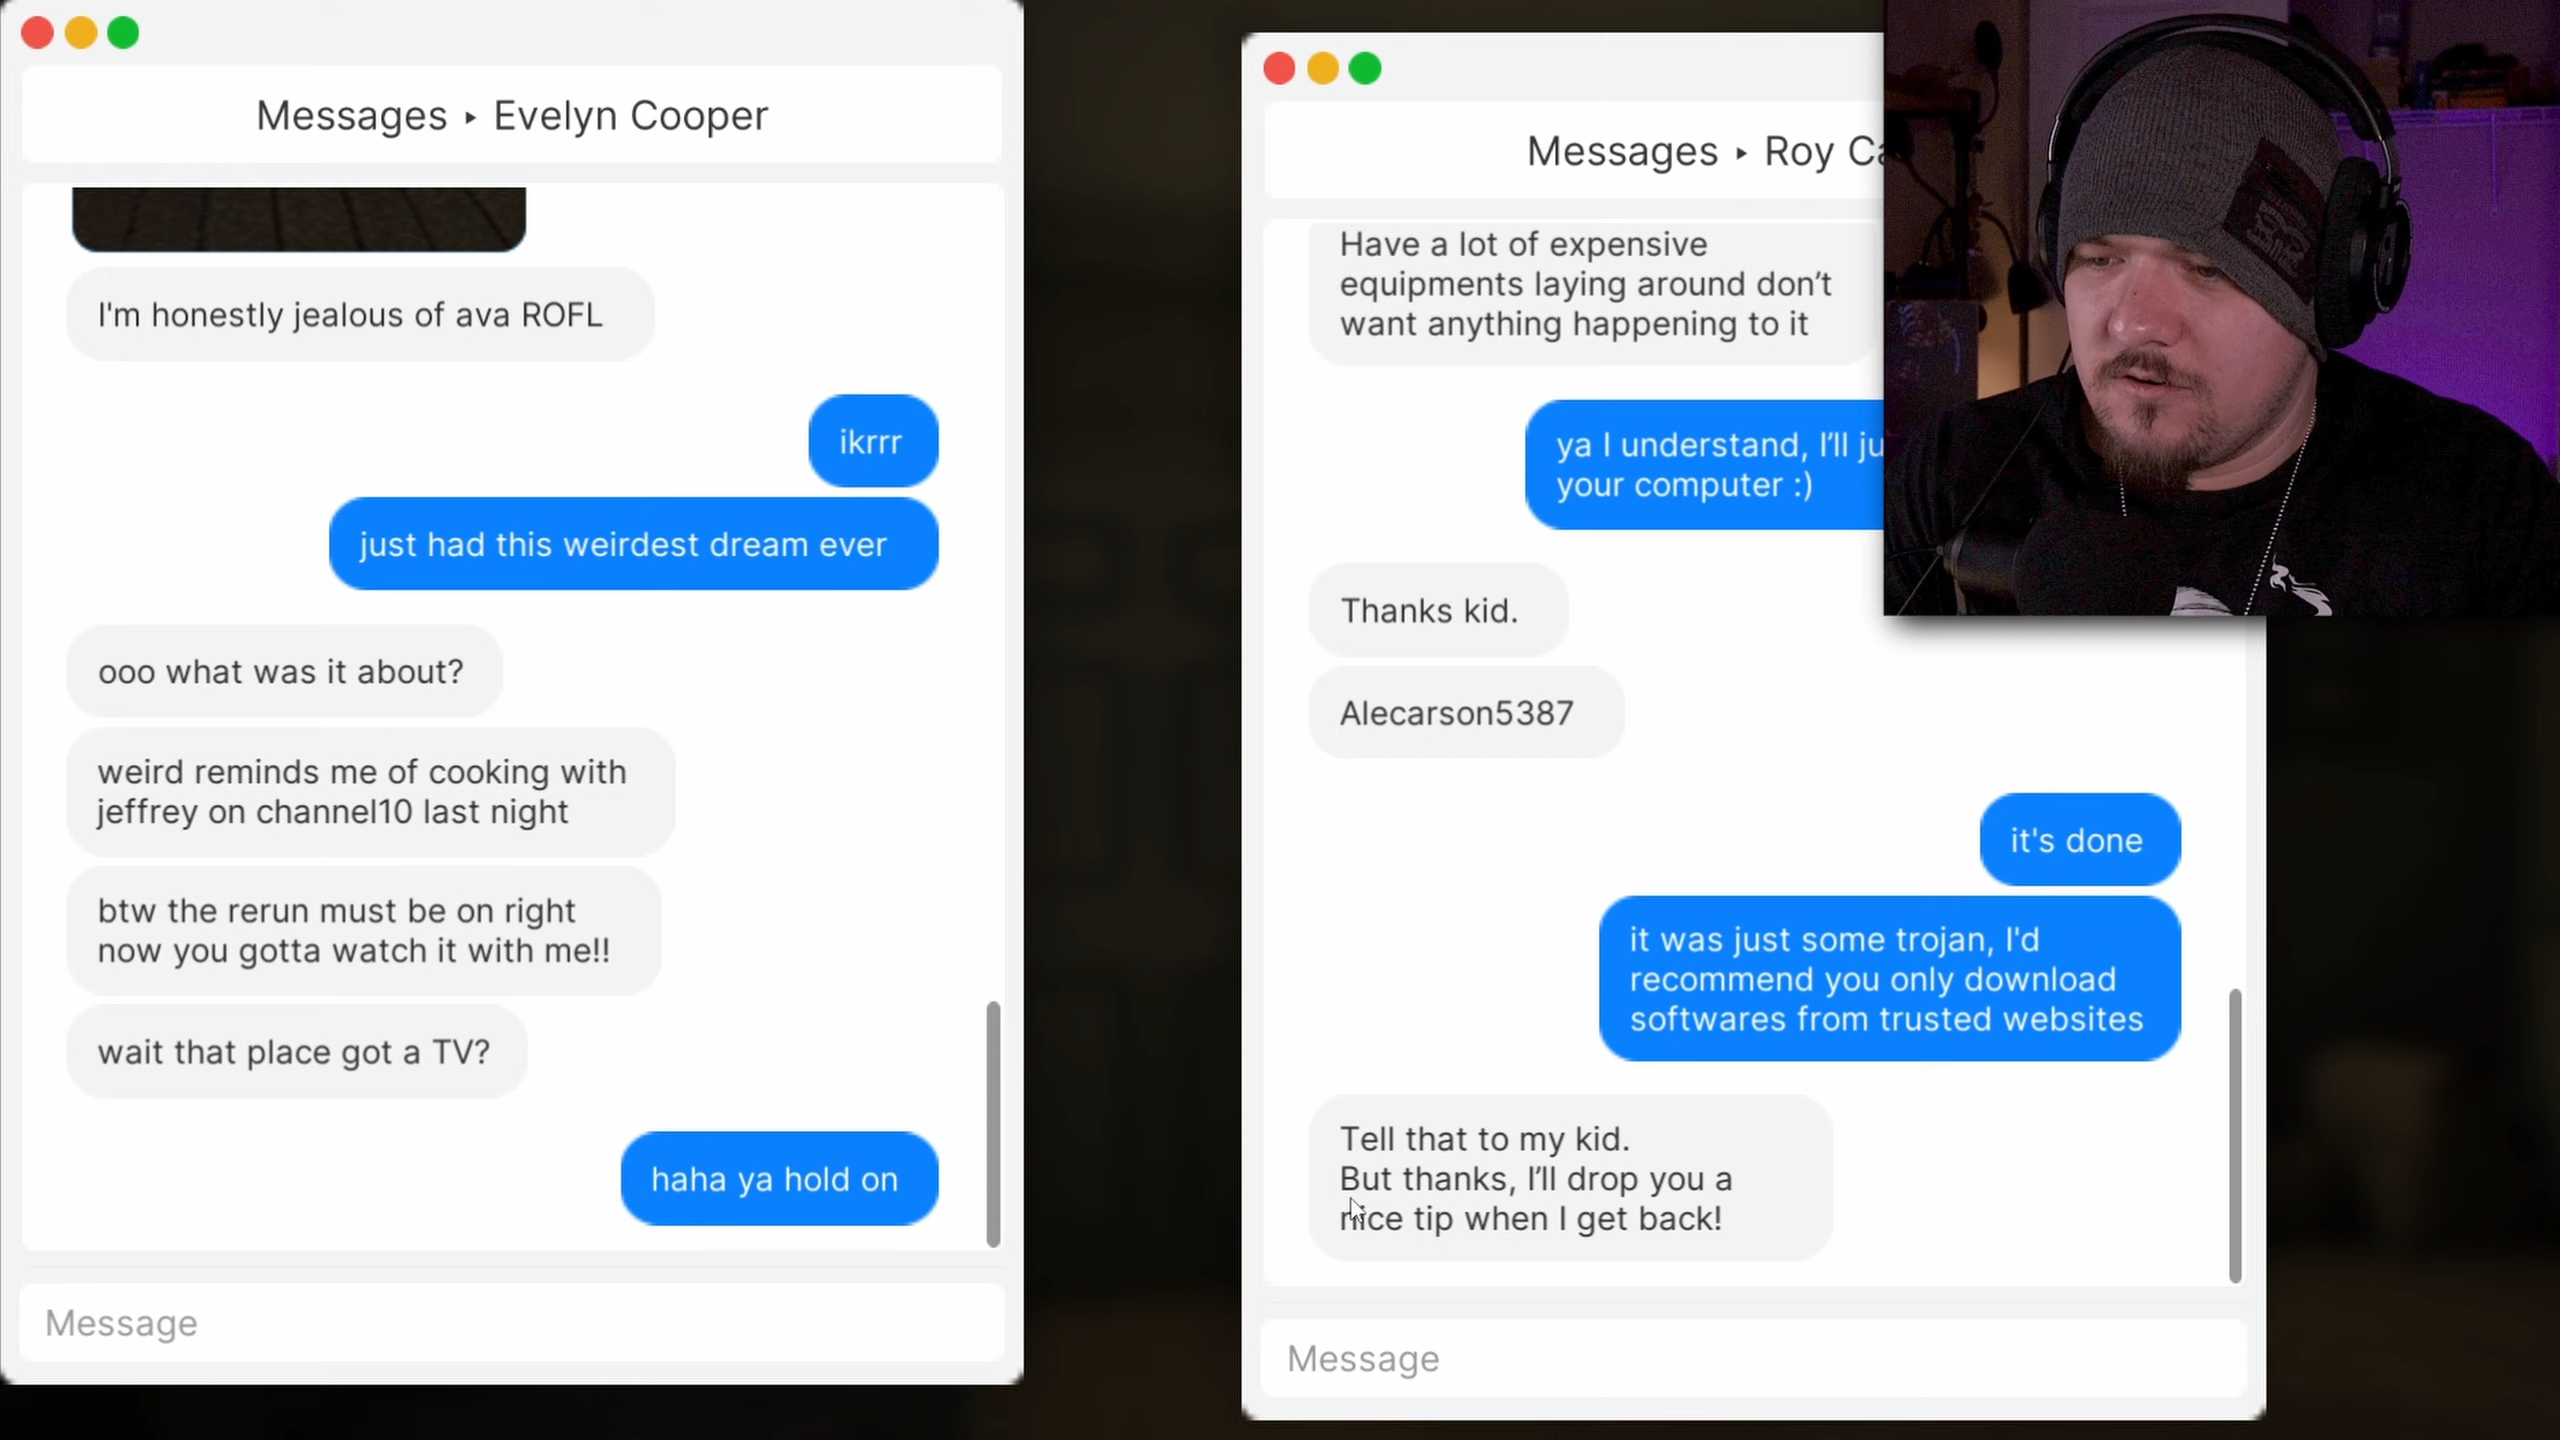 Messages ▸ Evelyn Cooper
I'm honestly jealous of ava ROFL
ikrrr
just had this weirdest dream ever
ooo what was it about?
weird reminds me of cooking with
jeffrey on channel10 last night
btw the rerun must be on right
now you gotta watch it with me!!
wait that place got a TV?
haha ya hold on
Message
Messages ▸ Roy
Have a lot of expensive
equipments laying around don’t
want anything happening to it
ya I understand, I’ll
your computer :)
Thanks kid.
Alecarson5387
it's done
it was just some trojan, I'd
recommend you only download
softwares from trusted websites
Tell that to my kid.
But thanks, I’ll drop you a
nice tip when I get back!
Message